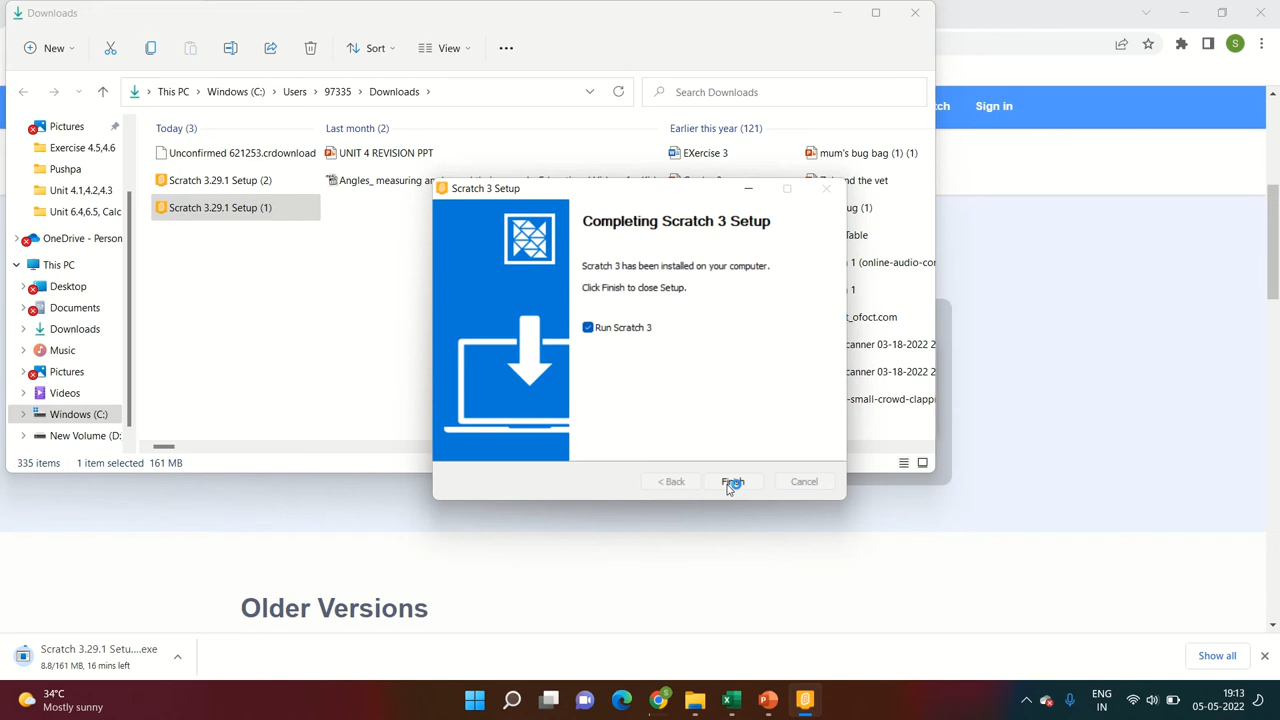 Downloads
New
Sort
View
This PC
Windows (C:)
Users
97335
Downloads
Search Downloads
tch
Sign in
S
Pictures
Exercise 4.5,4.6
Pushpa
Unit 4.1,4.2,4.3
Unit 6.4,6.5, Calc
OneDrive - Person
This PC
Desktop
Documents
Downloads
Music
Pictures
Videos
Windows (C:)
New Volume (D:
Today (3)
Unconfirmed 621253.crdownload
Scratch 3.29.1 Setup (2)
Scratch 3.29.1 Setup (1)
Last month (2)
UNIT 4 REVISION PPT
Earlier this year (121)
EXercise 3
mum's bug bag (1) (1)
and the vet
ug (1)
Table
1 (online-audio-con
1
t_ofoct.com
canner 03-18-2022 2
canner 03-18-2022 2
-small-crowd-clappi
335 items
1 item selected
161 MB
Scratch 3 Setup
Completing Scratch 3 Setup
Scratch 3 has been installed on your computer.
Click Finish to close Setup.
Run Scratch 3
< Back
Finish
Cancel
Older Versions
Scratch 3.29.1 Setu....exe
8.8/161 MB, 16 mins left
Show all
34°C
Mostly sunny
S
ENG
IN
19:13
05-05-2022